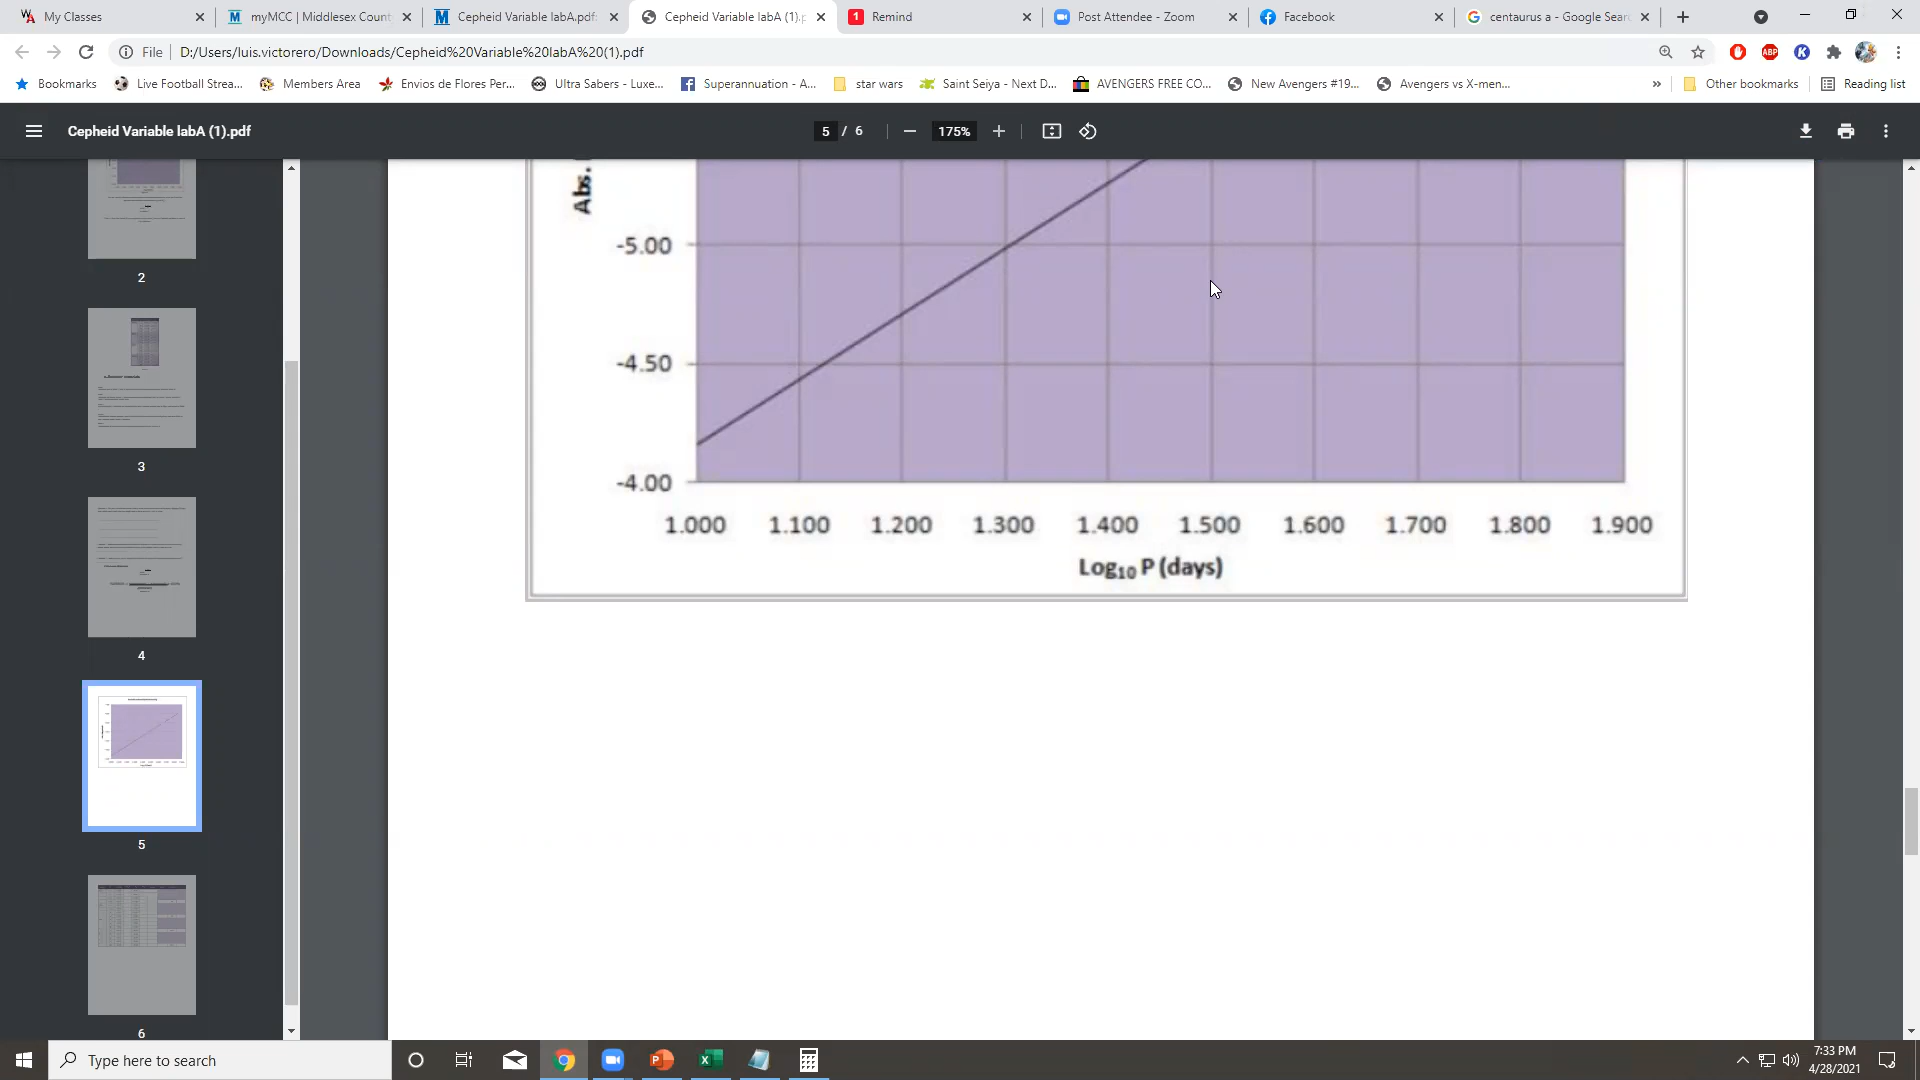 My Classes
myMCC | Middlesex Count
Cepheid Variable labA.pdf:
Cepheid Variable labA (1).p
Remind
Post Attendee - Zoom
Facebook
centaurus a - Google Sear
File
D:/Users/luis.victorero/Downloads/Cepheid%20Variable%20labA%20(1).pdf
Bookmarks
Live Football Strea...
Members Area
Envios de Flores Per...
Ultra Sabers - Luxe...
Superannuation - A...
star wars
Saint Seiya - Next D...
AVENGERS FREE CO...
New Avengers #19...
Avengers vs X-men...
»
Other bookmarks
Reading list
Cepheid Variable labA (1).pdf
5 / 6
175%
2
3
4
5
6
Abs.
-5.00
-4.50
-4.00
1.000 1.100 1.200 1.300 1.400 1.500 1.600 1.700 1.800 1.900
Log₁₀ P (days)
Type here to search
7:33 PM
4/28/2021